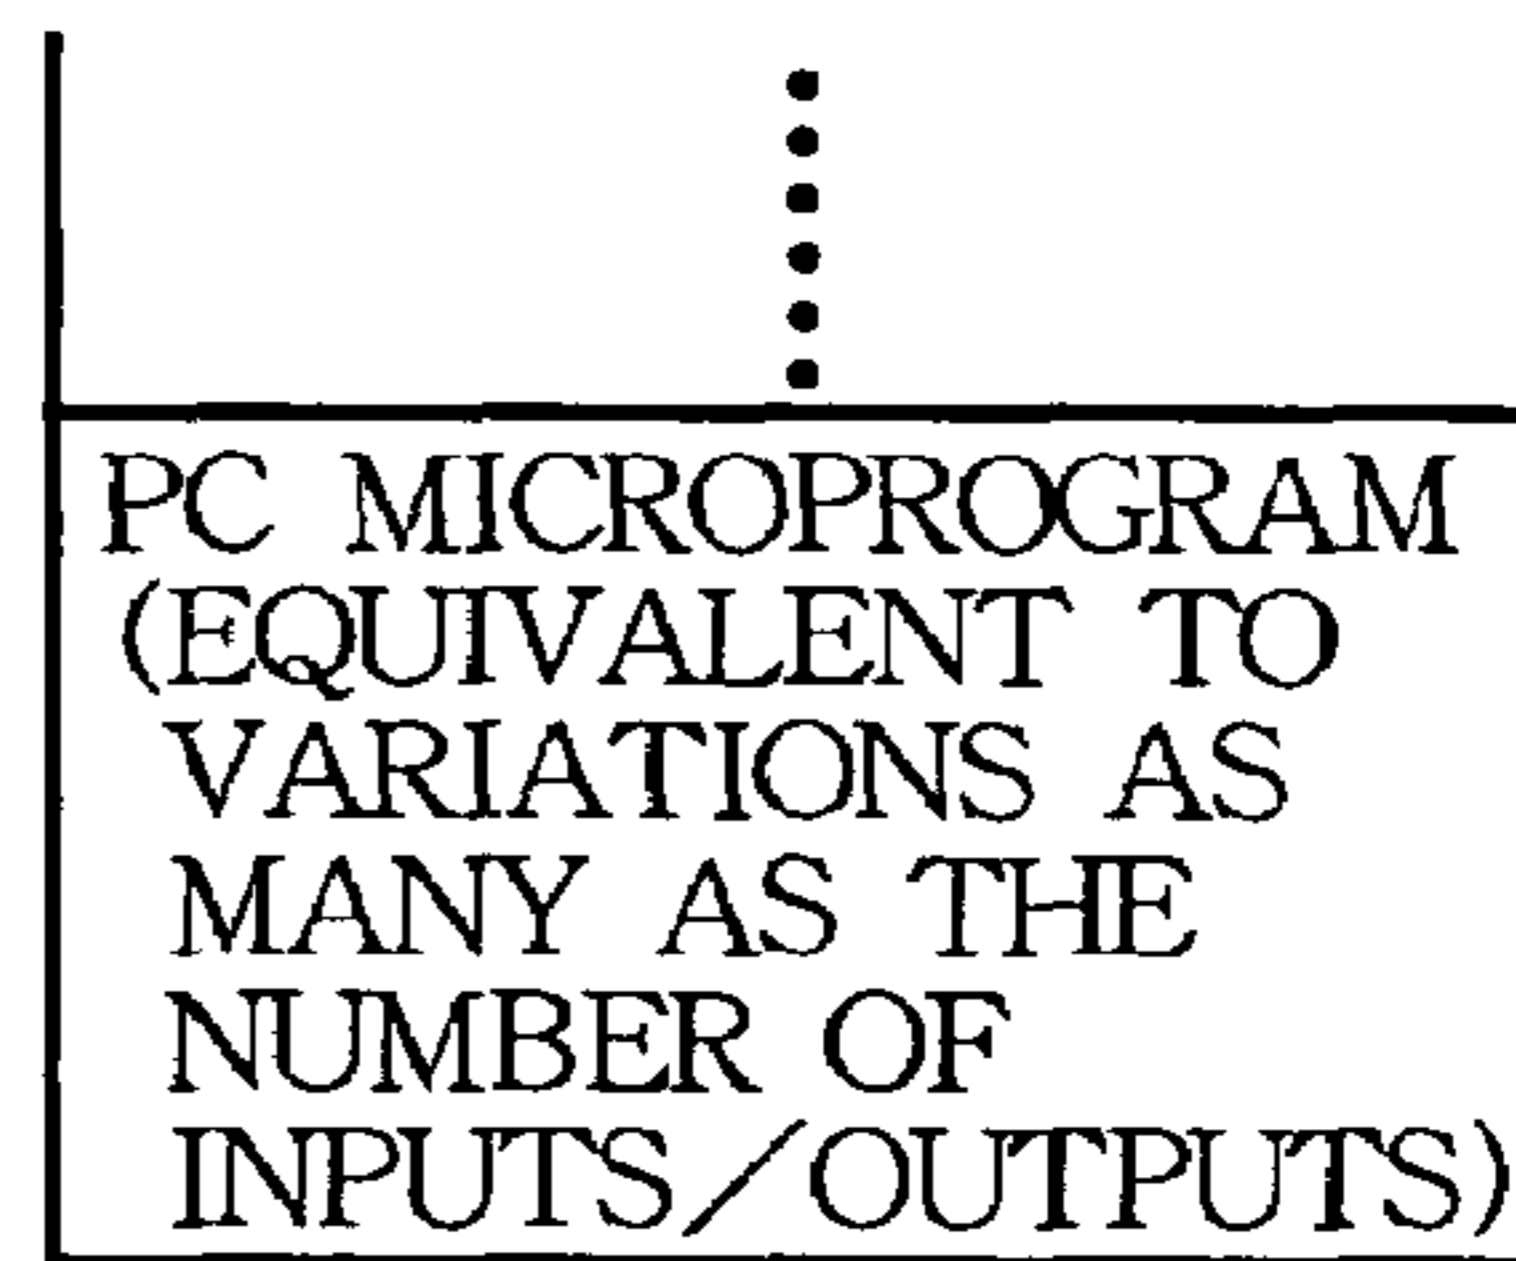 PC MICROPROGRAM
(EQUIVALENT TO
VARIATIONS AS
MANY AS THE
NUMBER OF
INPUTS/OUTPUTS)